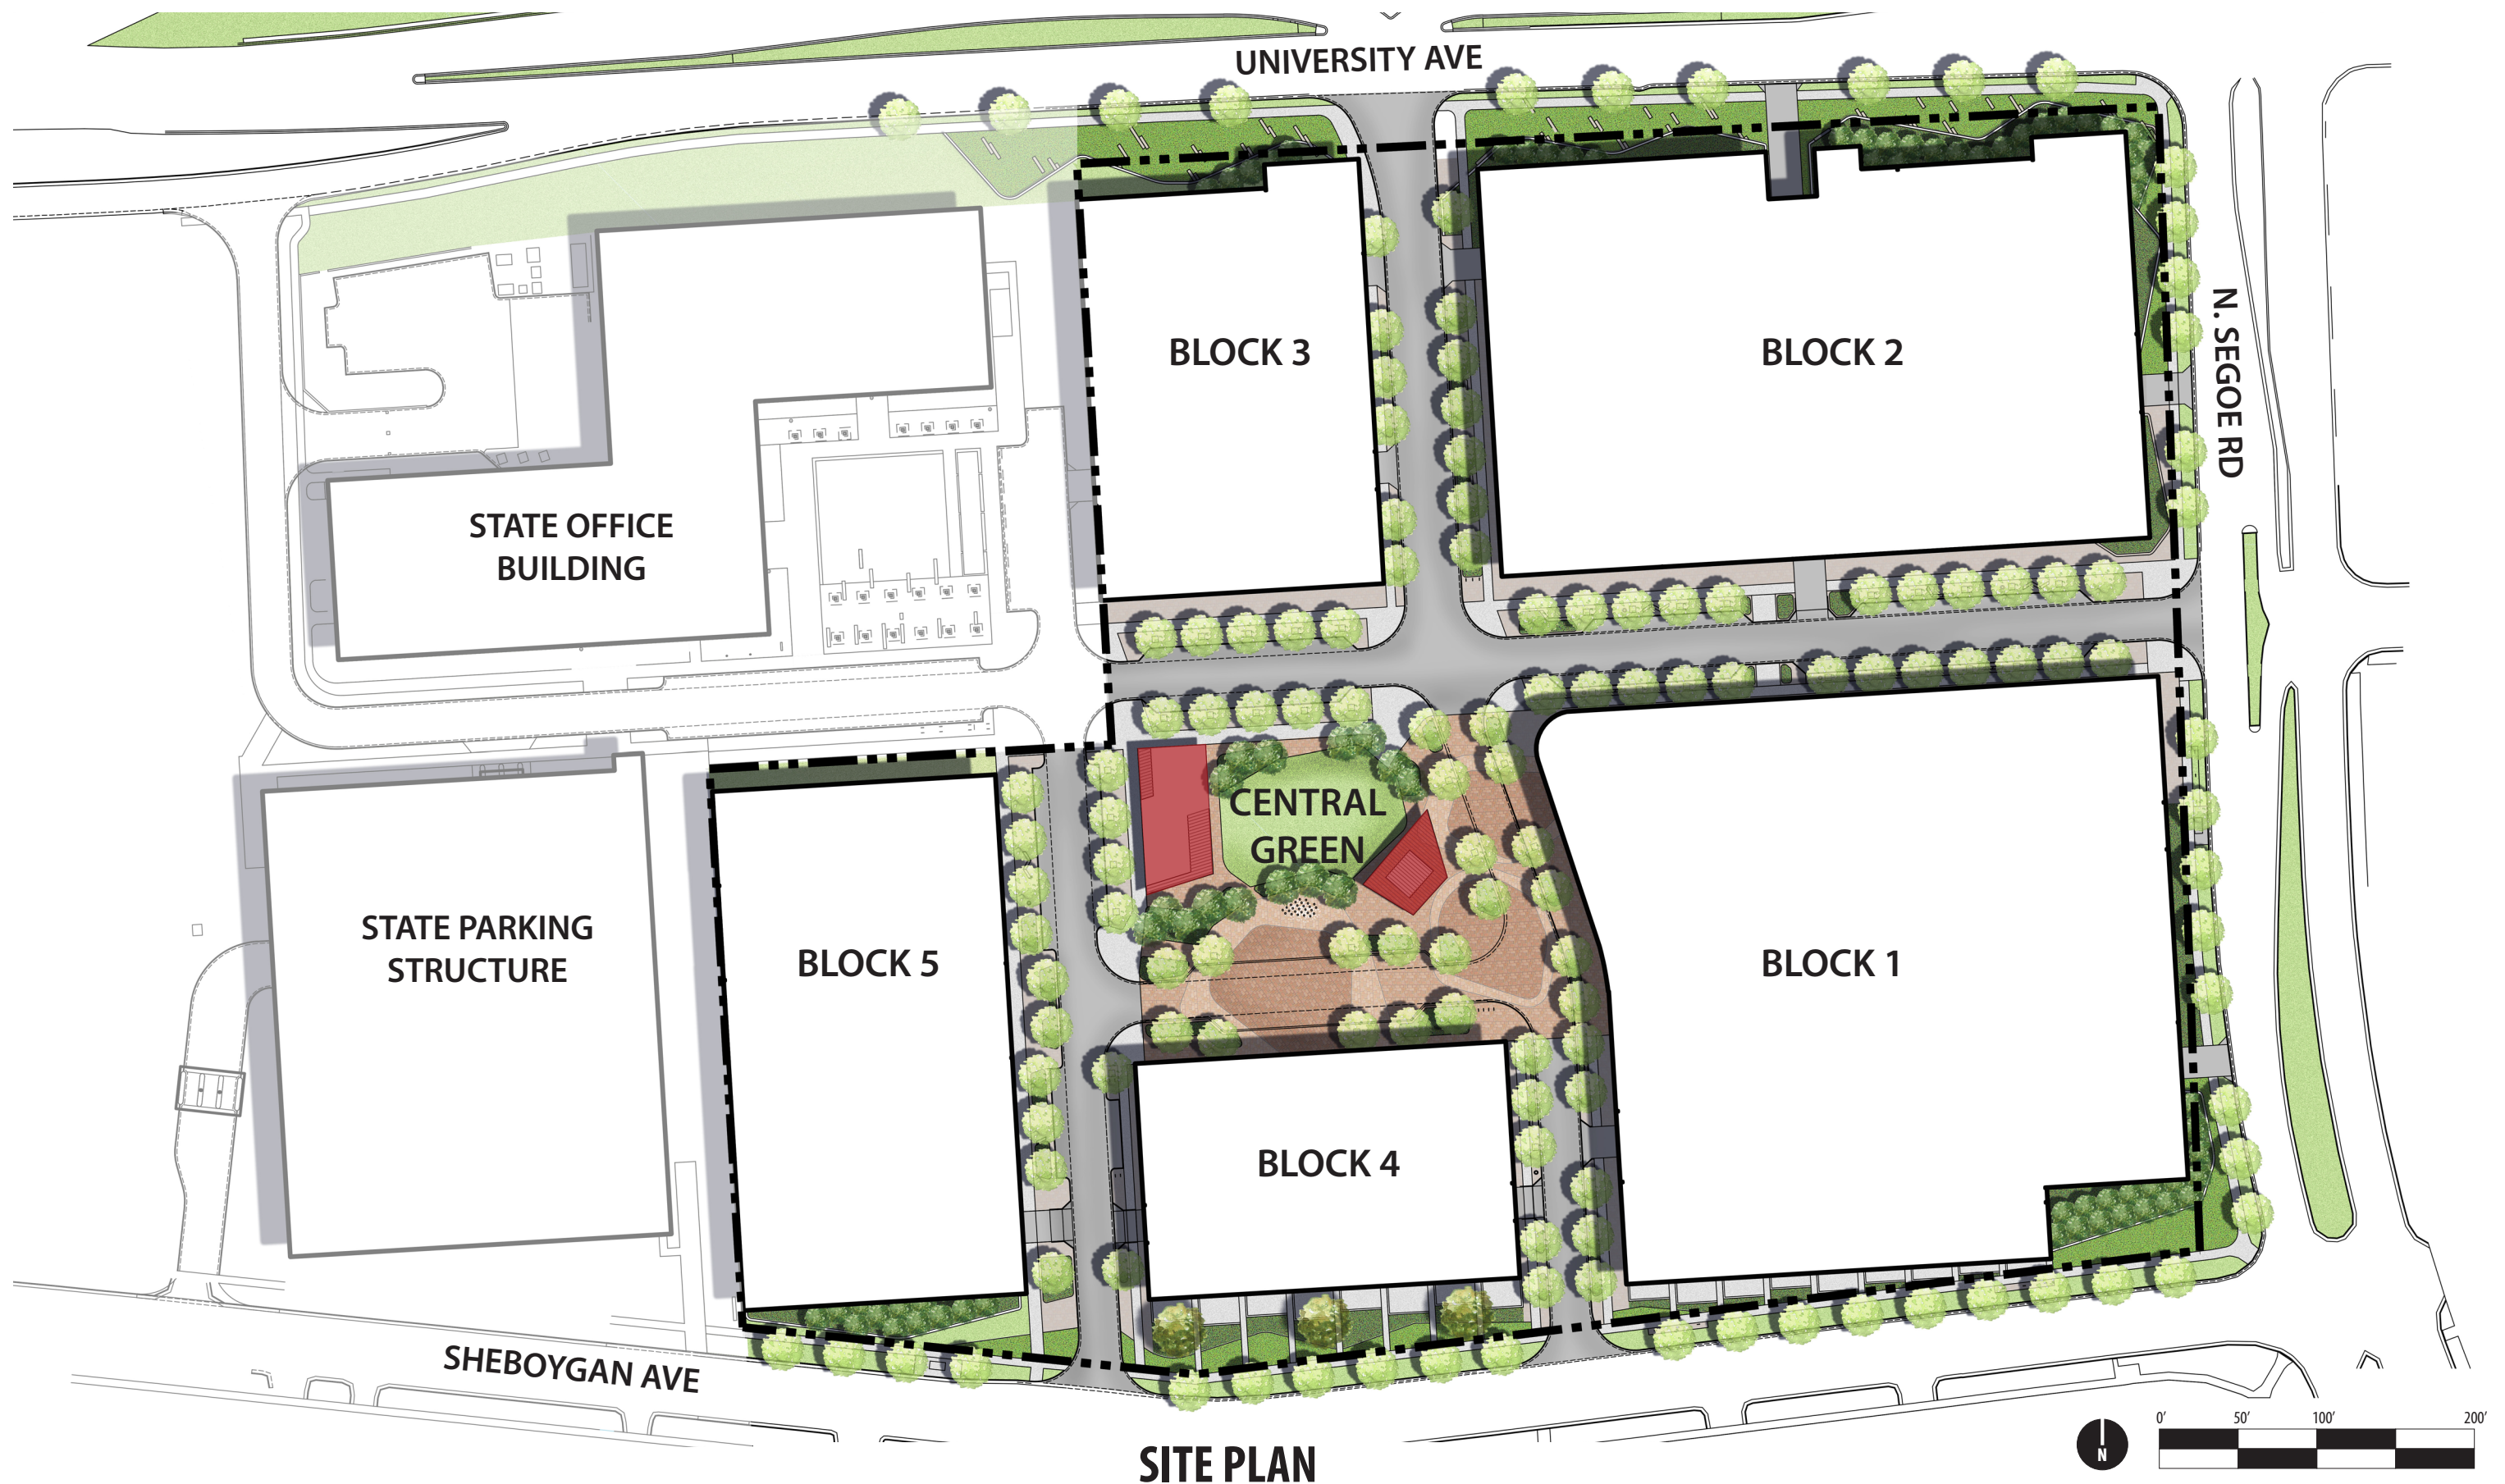 UNIVERSITY AVE
N. SEGOE RD
BLOCK 3
BLOCK 2
STATE OFFICE
BUILDING
CENTRAL
GREEN
STATE PARKING
STRUCTURE
BLOCK 5
BLOCK 1
BLOCK 4
SHEBOYGAN AVE
SITE PLAN
N
0' 50' 100' 200'